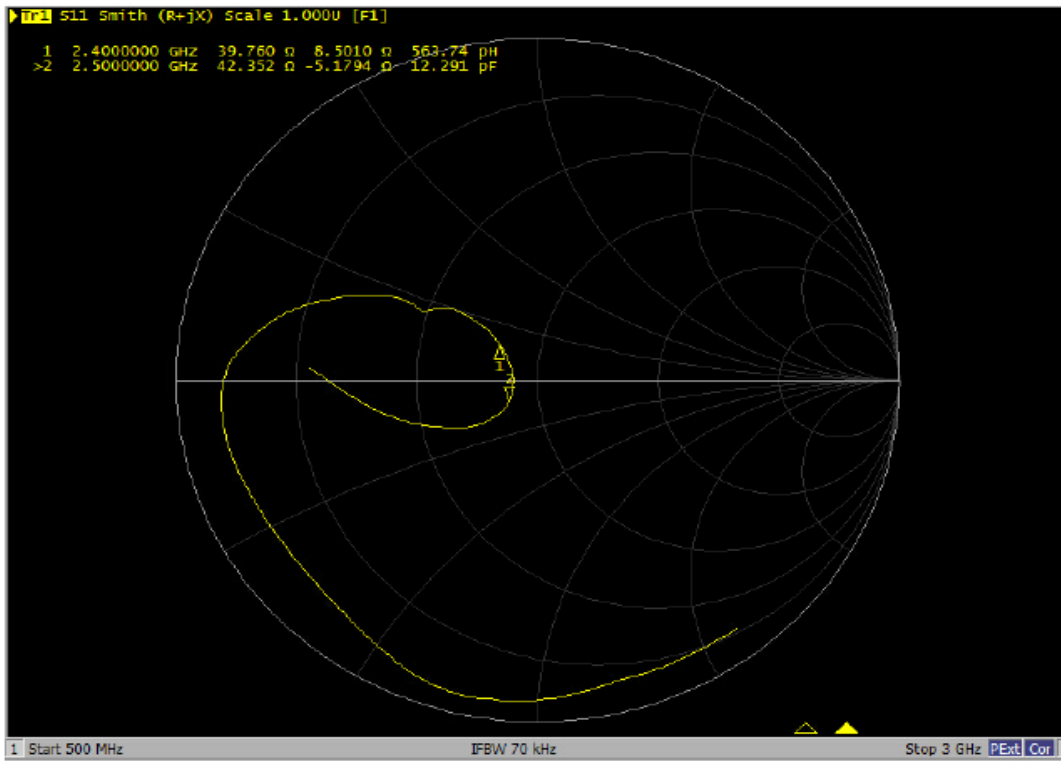 Tr1 S11 Smith (R+jX) Scale 1.000U [F1]
1 2.4000000 GHz 39.760 Ω 8.5010 Ω 563.74 pH
>2 2.5000000 GHz 42.352 Ω -5.1794 Ω 12.291 pF
1
2
1 Start 500 MHz IFBW 70 kHz Stop 3 GHz PExt Cor